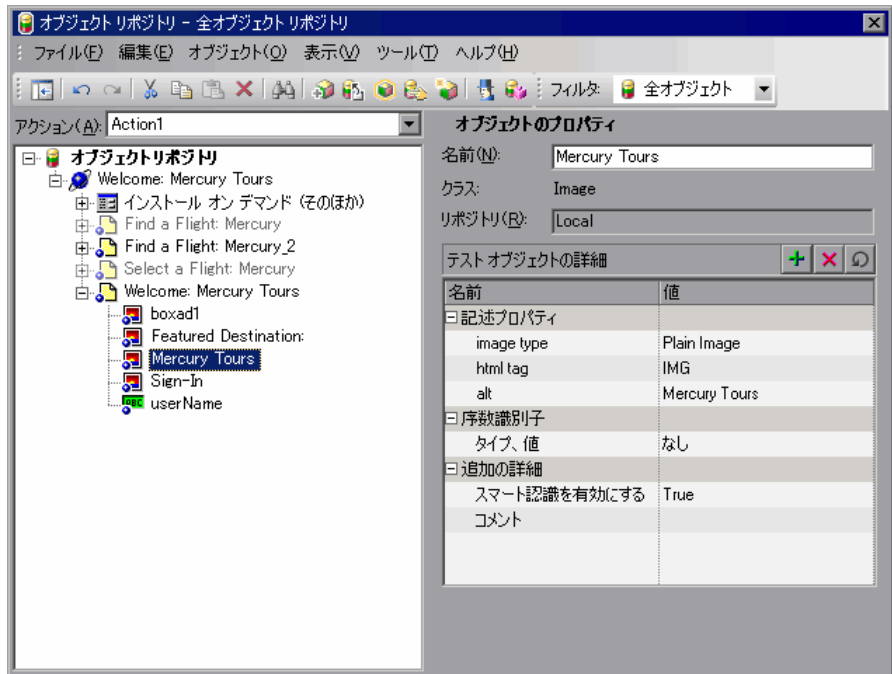 オブジェクト リポジトリ - 全オブジェクト リポジトリ
ファイル(F) 編集(E) オブジェクト(O) 表示(V) ツール(T) ヘルプ(H)
フィルタ: 全オブジェクト
アクション(A): Action1
オブジェクトリポジトリ
Welcome: Mercury Tours
インストール オン デマンド (そのほか)
Find a Flight: Mercury
Find a Flight: Mercury_2
Select a Flight: Mercury
Welcome: Mercury Tours
boxad1
Featured Destination:
Mercury Tours
Sign-In
ABC userName
オブジェクトのプロパティ
名前(N): Mercury Tours
クラス: Image
リポジトリ(R): Local
テスト オブジェクトの詳細
名前 値
記述プロパティ
image type Plain Image
html tag IMG
alt Mercury Tours
序数識別子
タイプ、値 なし
追加の詳細
スマート認識を有効にする True
コメント